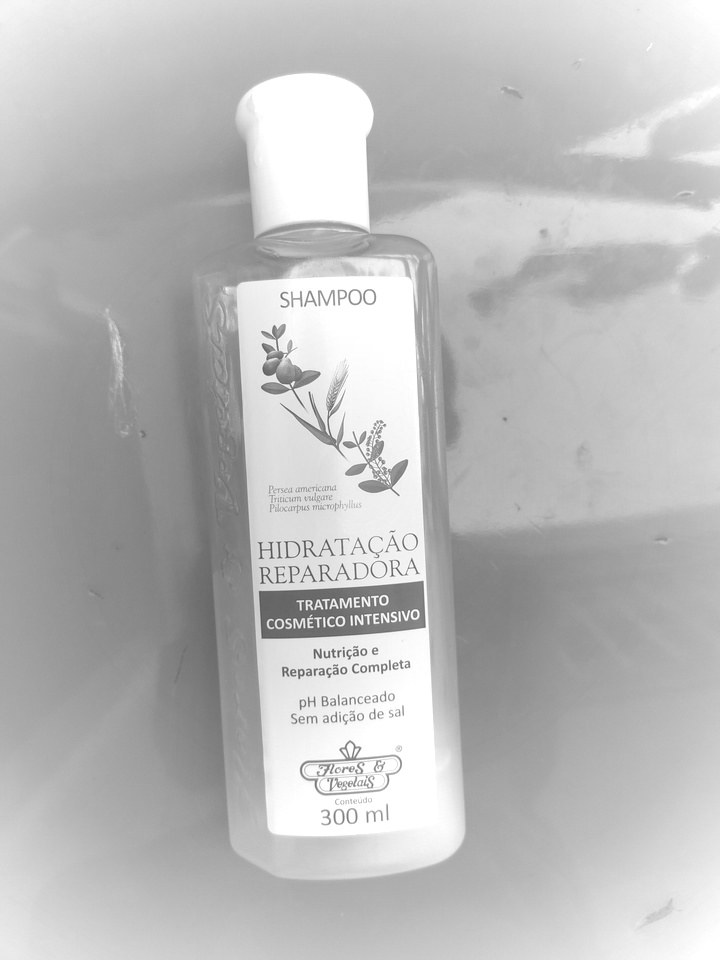 SHAMPOO
Persea americana
Triticum vulgare
Pilocarpus microphyllus
HIDRATAÇÃO
REPARADORA
TRATAMENTO
COSMÉTICO INTENSIVO
Nutrição e
Reparação Completa
pH Balanceado
Sem adição de sal
®
Flores &
Vegetais
Conteúdo
300 ml